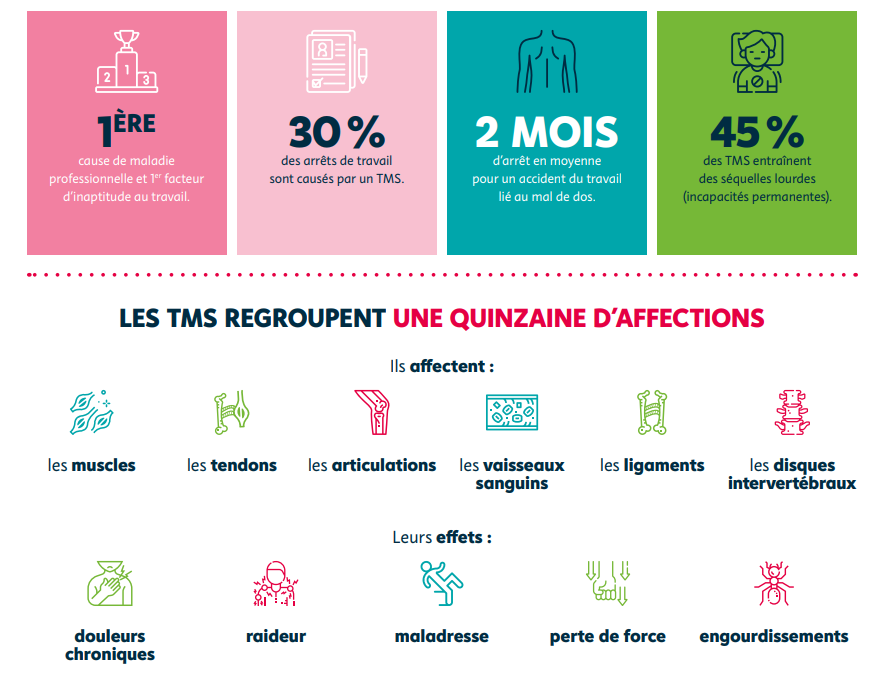 2 1 3
1ÈRE
cause de maladie
professionnelle et 1er facteur
d'inaptitude au travail.
30 %
des arrêts de travail
sont causés par un TMS.
2 MOIS
d'arrêt en moyenne
pour un accident du travail
lié au mal de dos.
45 %
des TMS entraînent
des séquelles lourdes
(incapacités permanentes).
LES TMS REGROUPENT UNE QUINZAINE D'AFFECTIONS
Ils affectent :
les muscles
les tendons
les articulations
les vaisseaux
sanguins
les ligaments
les disques
intervertébraux
Leurs effets :
douleurs
chroniques
raideur
maladresse
perte de force
engourdissements